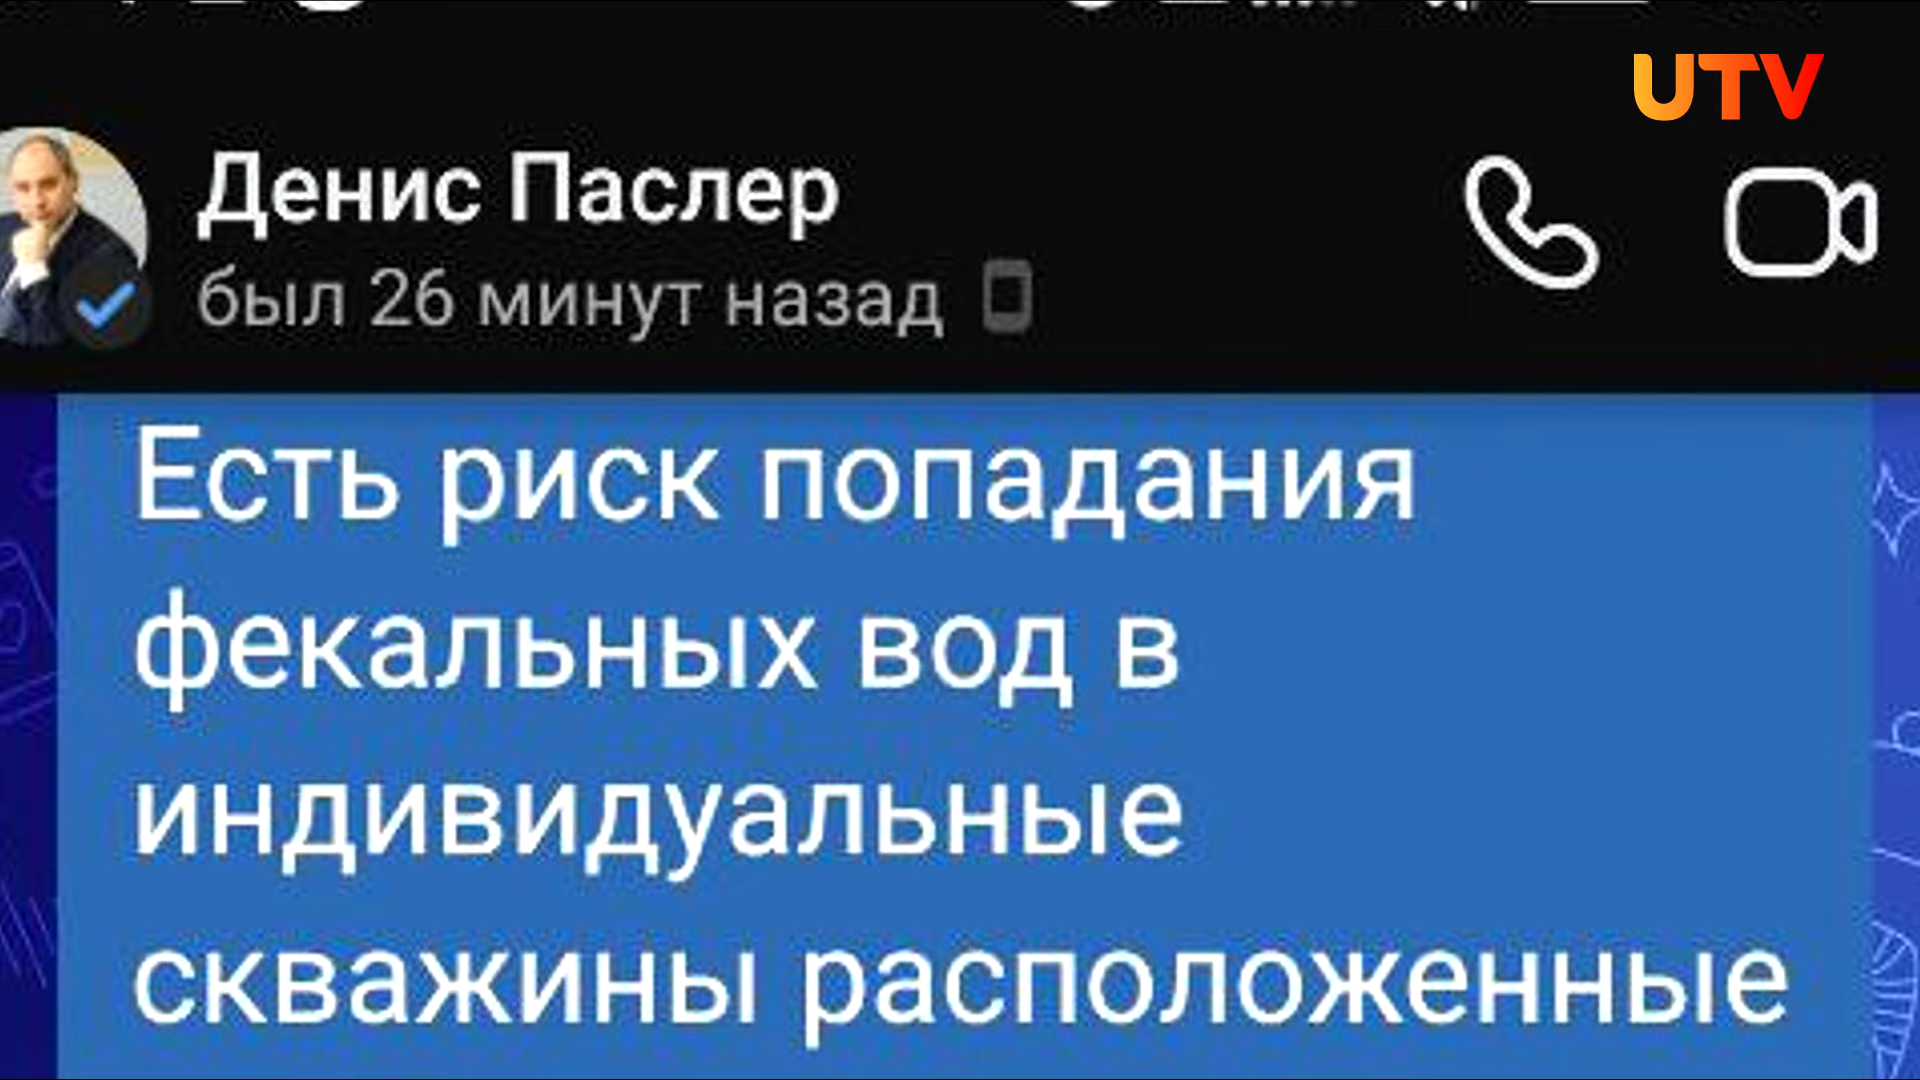 UTV
Денис Паслер
был 26 минут назад
Есть риск попадания
фекальных вод в
индивидуальные
скважины расположенные